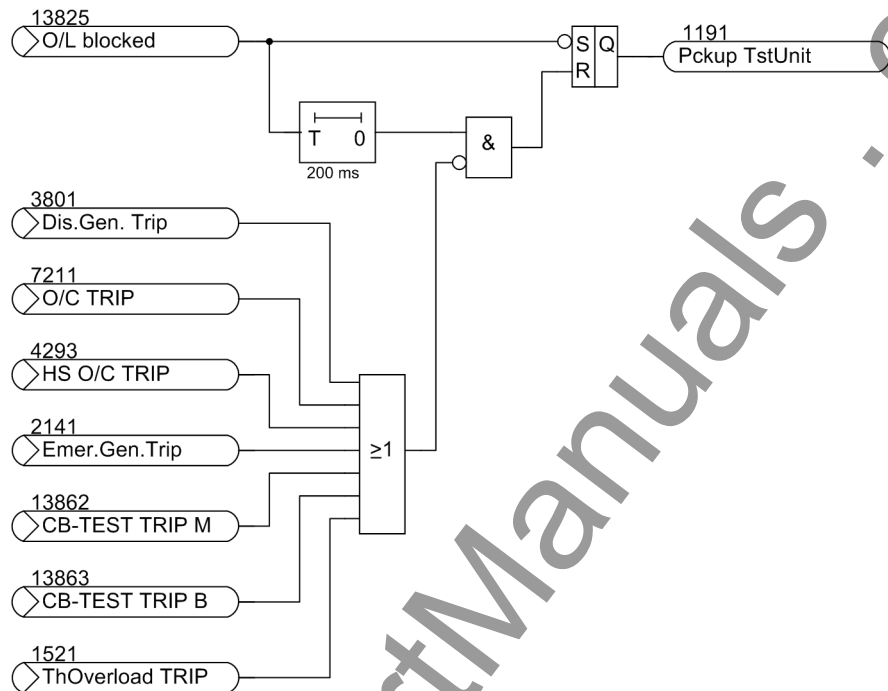 13825
O/L blocked
S Q
R
1191
Pckup TstUnit
T 0
200 ms
&
3801
Dis.Gen. Trip
7211
O/C TRIP
4293
HS O/C TRIP
2141
Emer.Gen.Trip
≥1
13862
CB-TEST TRIP M
13863
CB-TEST TRIP B
1521
ThOverload TRIP
stManuals .